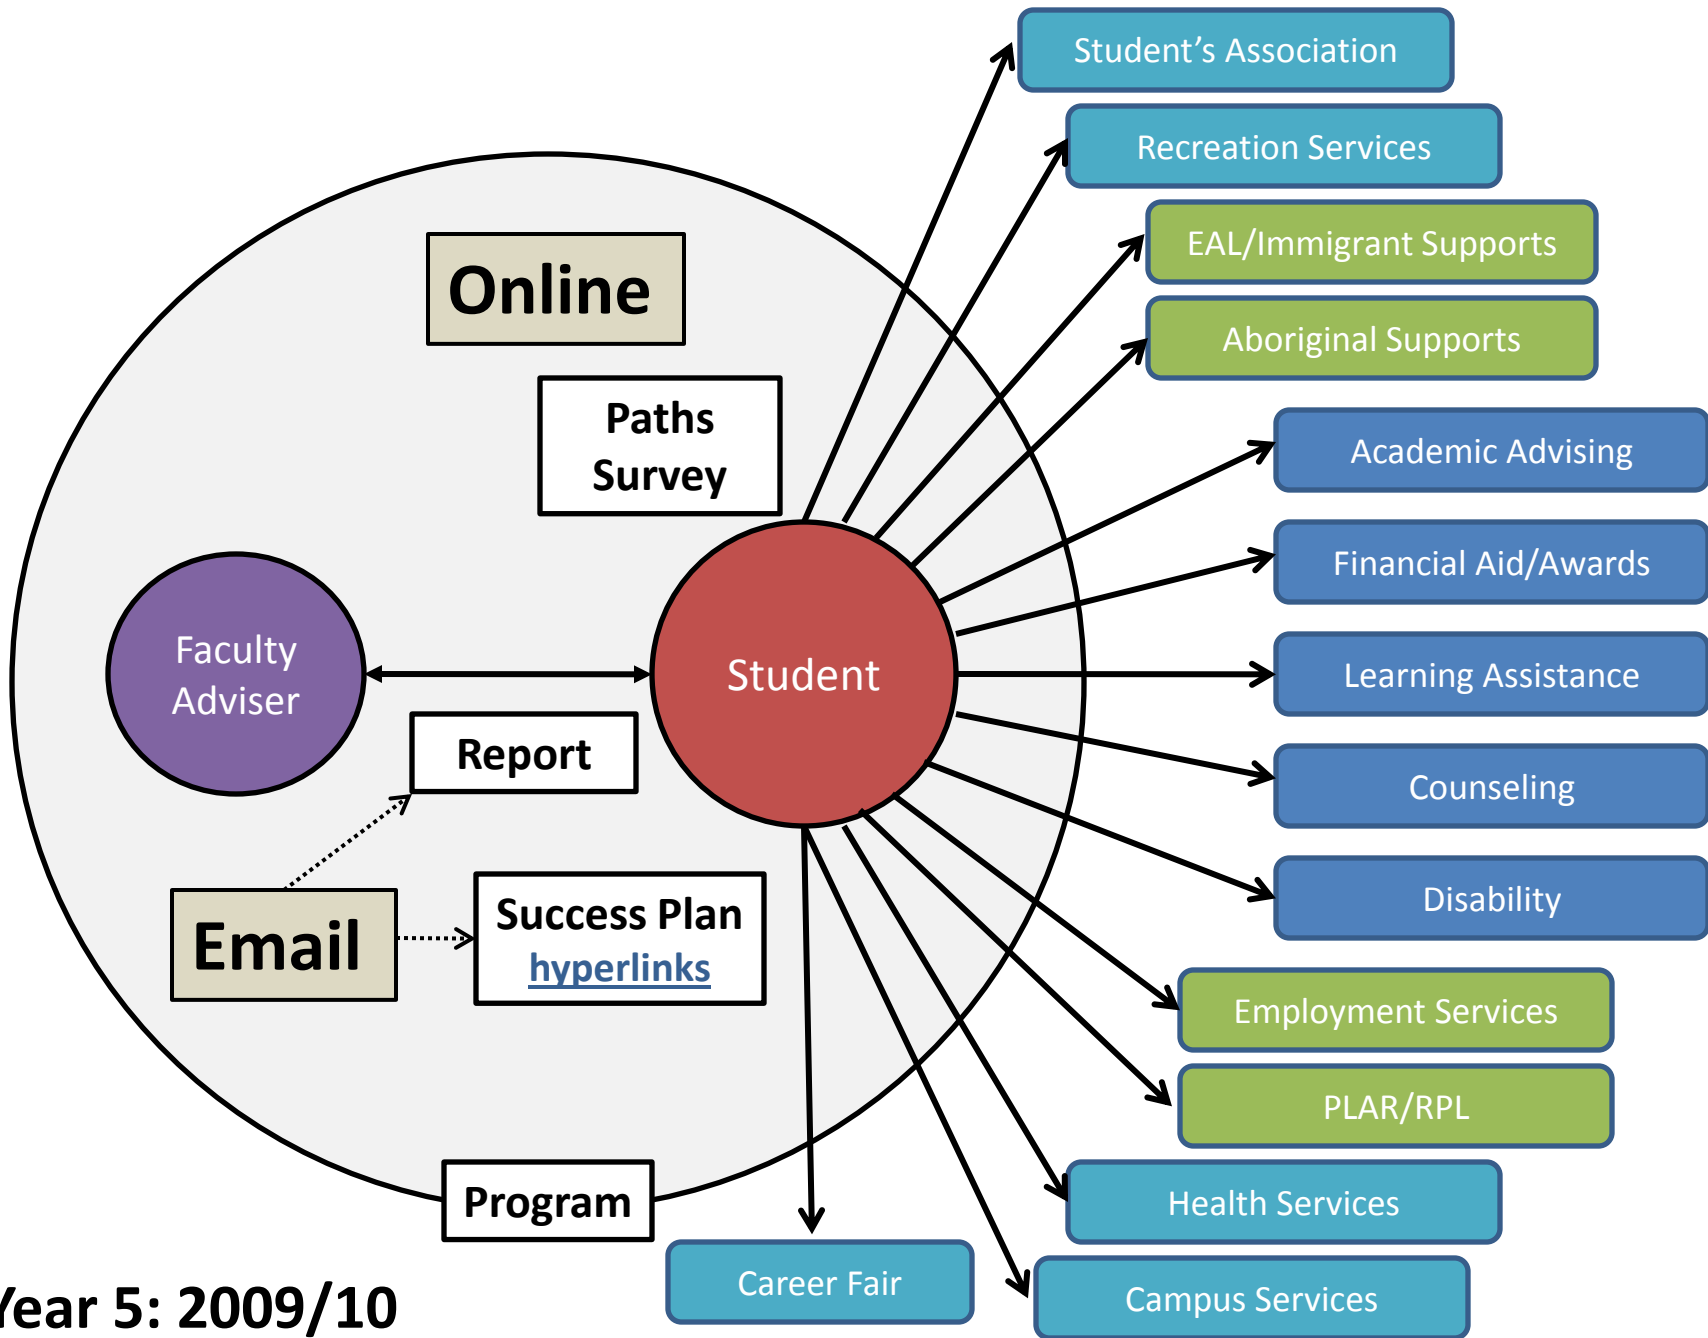 Student's Association
Recreation Services
EAL/Immigrant Supports
Aboriginal Supports
Online
Paths
Survey
Academic Advising
Financial Aid/Awards
Faculty
Adviser
Student
Learning Assistance
Report
Counseling
Disability
Email
Success Plan
hyperlinks
Employment Services
PLAR/RPL
Program
Health Services
Career Fair
Campus Services
Year 5: 2009/10